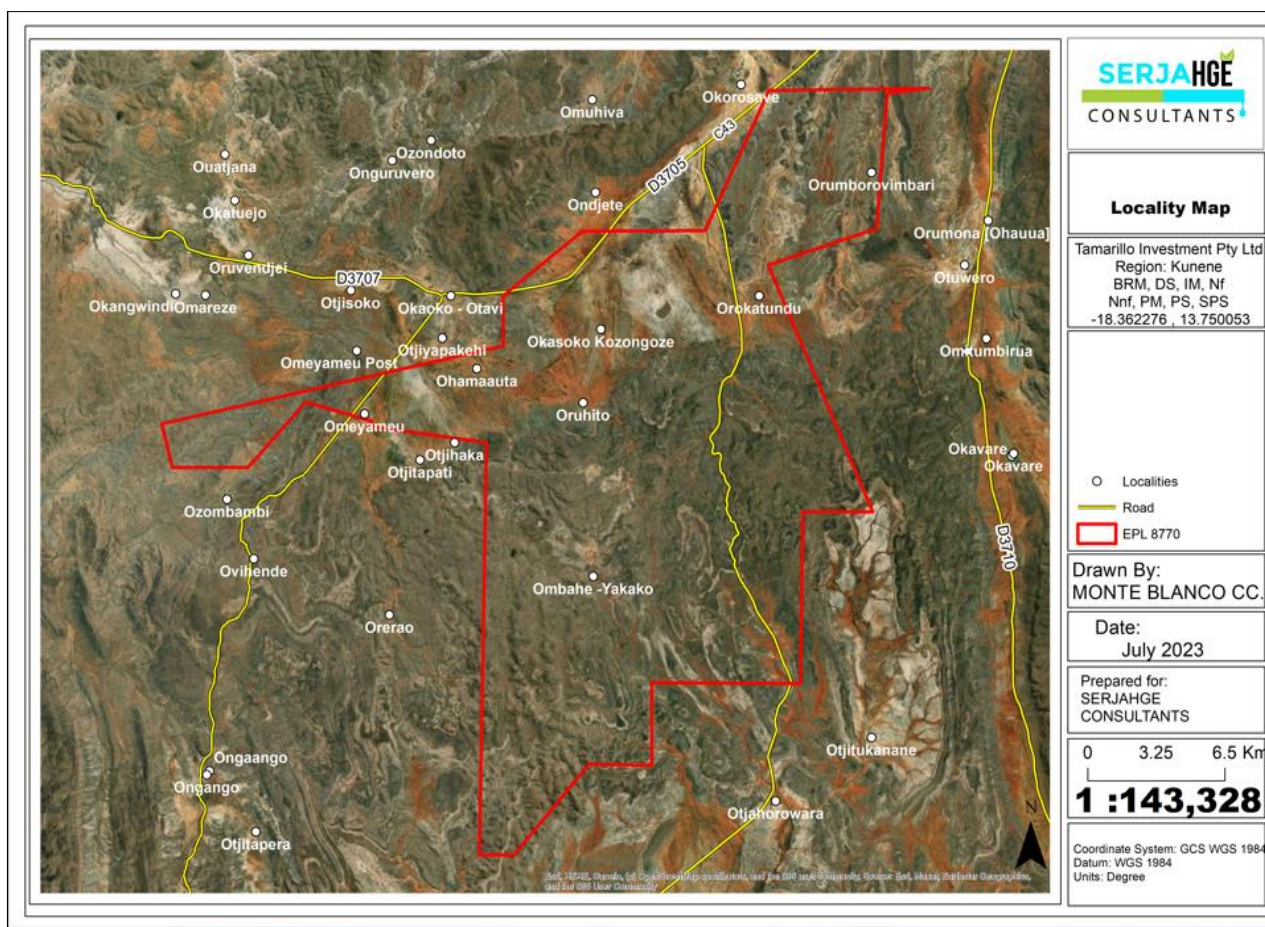 Okorosave
Omuhiva
C43
Ozondoto
Ouatjana
Onguruvero
D3705
Orumborovimbari
Okatuejo
Ondjete
Orumona [Ohauua]
Oruvendjei
Otuwero
D3707
Otjisoko
OkangwindiOmareze
Okaoko - Otavi
Orokatundu
Otjiyapakehi
Okasoko Kozongoze
Omeyameu Post
Omitumbirua
Ohamaauta
Oruhito
Omeyameu
Otjihaka
Otjitapati
Okavare
Okavare
Ozombambi
D3710
Ovihende
Ombahe -Yakako
Orerao
Otjitukanane
Ongaango
Ongango
Otjahorowara
Otjitapera
N
SERJAHGE
CONSULTANTS
Locality Map
Tamarillo Investment Pty Ltd
Region: Kunene
BRM, DS, IM, Nf
Nnf, PM, PS, SPS
-18.362276 , 13.750053
Localities
Road
EPL 8770
Drawn By:
MONTE BLANCO CC.
Date:
July 2023
Prepared for:
SERJAHGE
CONSULTANTS
0 3.25 6.5 Km
1 :143,328
Coordinate System: GCS WGS 1984
Datum: WGS 1984
Units: Degree